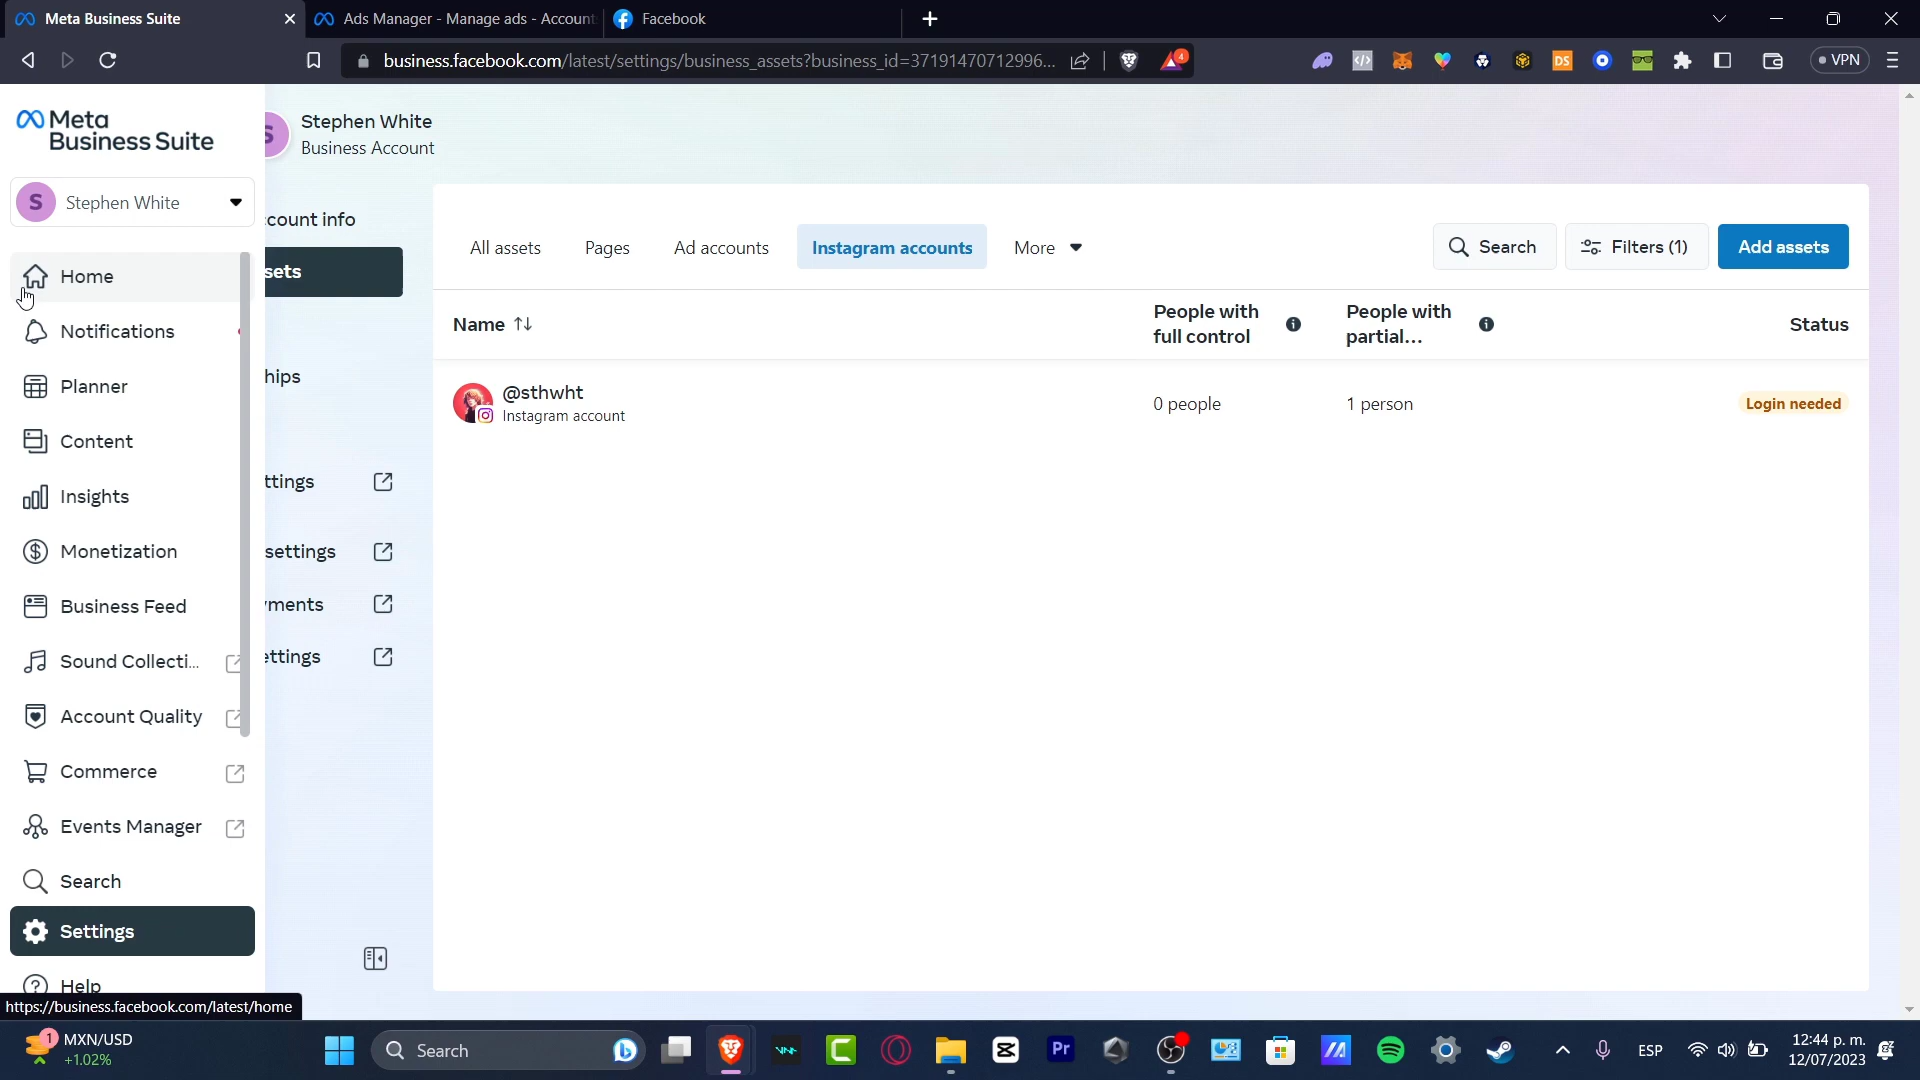 Meta Business Suite
Ads Manager - Manage ads - Account
Facebook
business.facebook.com/latest/settings/business_assets?business_id=37191470712996...
4
DS
VPN
Meta
Business Suite
S
Stephen White
Home
Notifications
Planner
Content
Insights
Monetization
Business Feed
Sound Collecti...
Account Quality
Commerce
Events Manager
Search
Settings
Help
https://business.facebook.com/latest/home
S
Stephen White
Business Account
count info
sets
hips
ttings
settings
yments
ettings
All assets
Pages
Ad accounts
Instagram accounts
More
Search
Filters (1)
Add assets
Name
People with
full control
People with
partial...
Status
@sthwht
Instagram account
0 people
1 person
Login needed
1
MXN/USD
+1.02%
Search
Pr
ESP
12:44 p. m.
12/07/2023